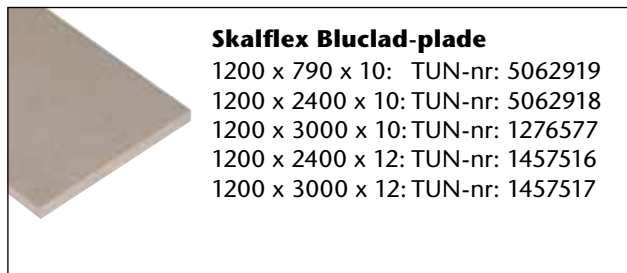 Skalflex Bluclad-plade
1200 x 790 x 10: TUN-nr: 5062919
1200 x 2400 x 10: TUN-nr: 5062918
1200 x 3000 x 10: TUN-nr: 1276577
1200 x 2400 x 12: TUN-nr: 1457516
1200 x 3000 x 12: TUN-nr: 1457517